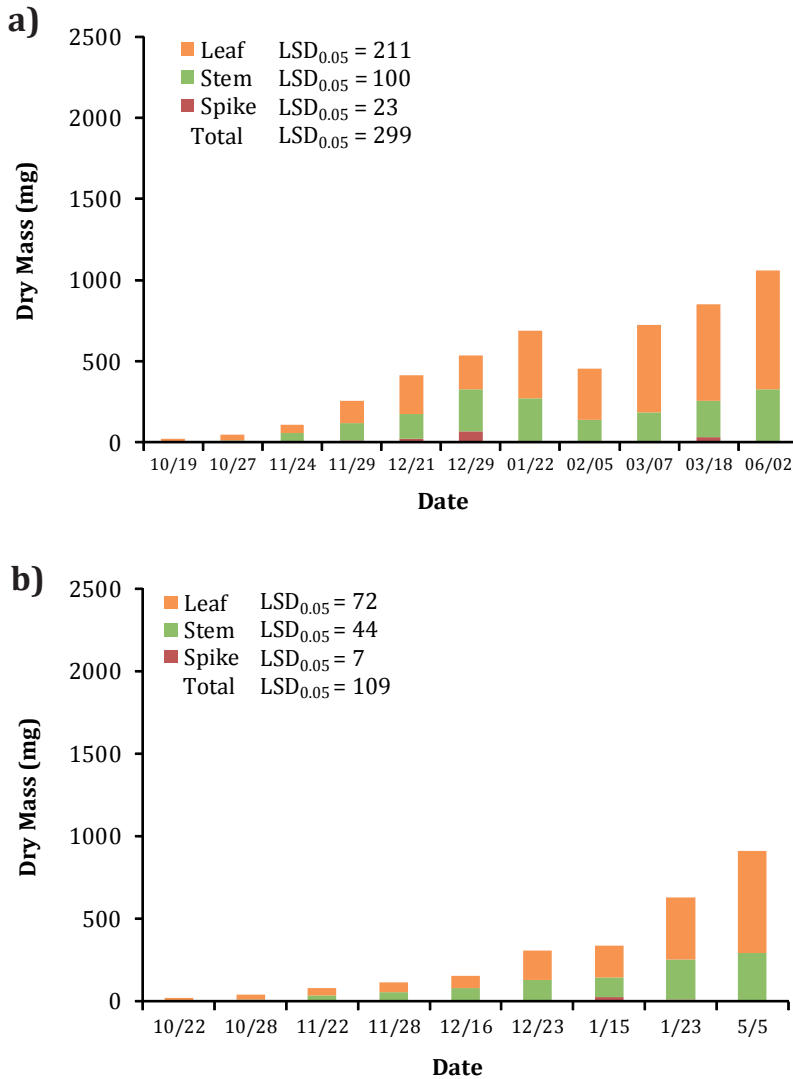 a)
2500
2000
1500
1000
500
0
Dry Mass (mg)
Leaf LSD0.05 = 211
Stem LSD0.05 = 100
Spike LSD0.05 = 23
Total LSD0.05 = 299
10/19 10/27 11/24 11/29 12/21 12/29 01/22 02/05 03/07 03/18 06/02
Date
b)
2500
2000
1500
1000
500
0
Dry Mass (mg)
Leaf LSD0.05 = 72
Stem LSD0.05 = 44
Spike LSD0.05 = 7
Total LSD0.05 = 109
10/22 10/28 11/22 11/28 12/16 12/23 1/15 1/23 5/5
Date